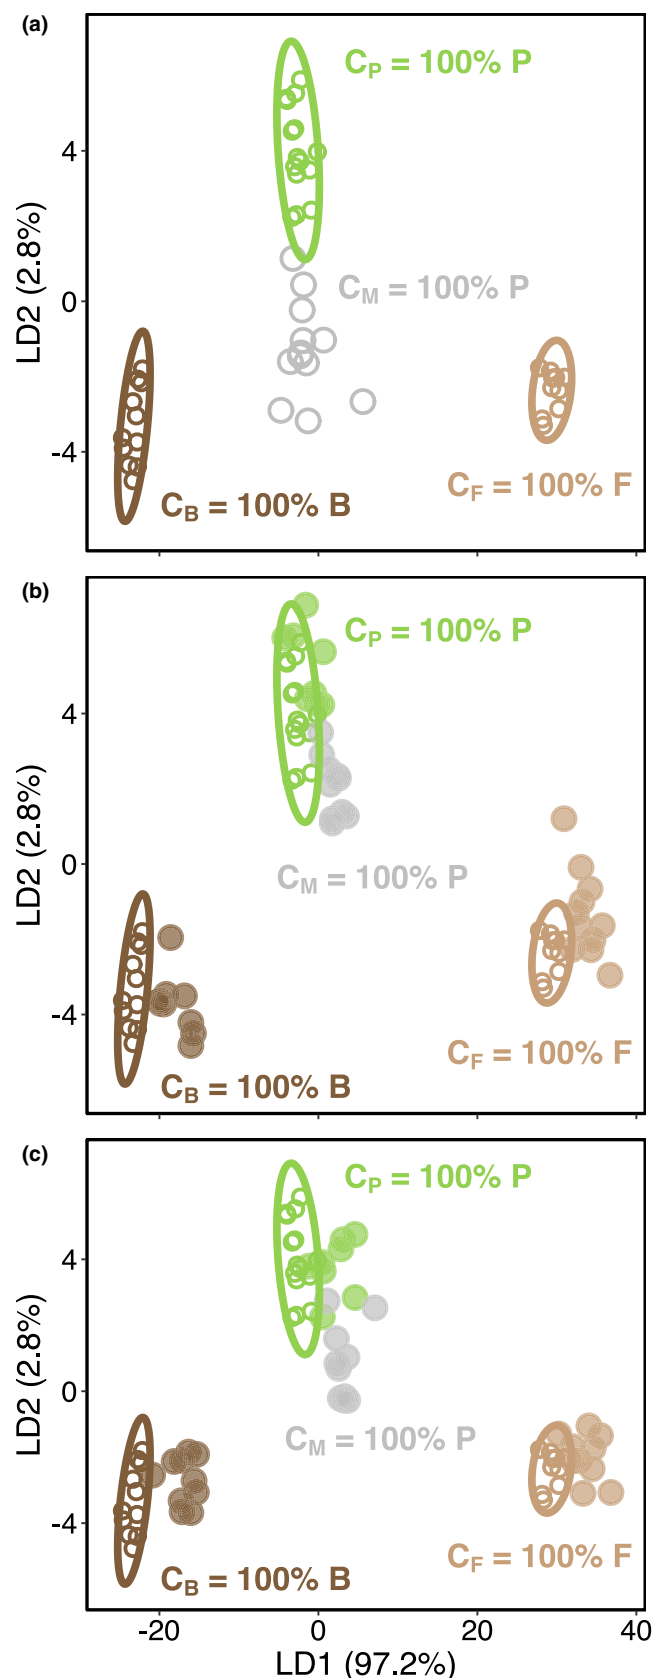 (a)
C_P = 100% P
4
C_M = 100% P
0
LD2 (2.8%)
-4
C_F = 100% F
C_B = 100% B
(b)
C_P = 100% P
4
0
C_M = 100% P
LD2 (2.8%)
-4
C_F = 100% F
C_B = 100% B
(c)
C_P = 100% P
4
0
C_M = 100% P
LD2 (2.8%)
-4
C_F = 100% F
C_B = 100% B
-20 0 20 40
LD1 (97.2%)